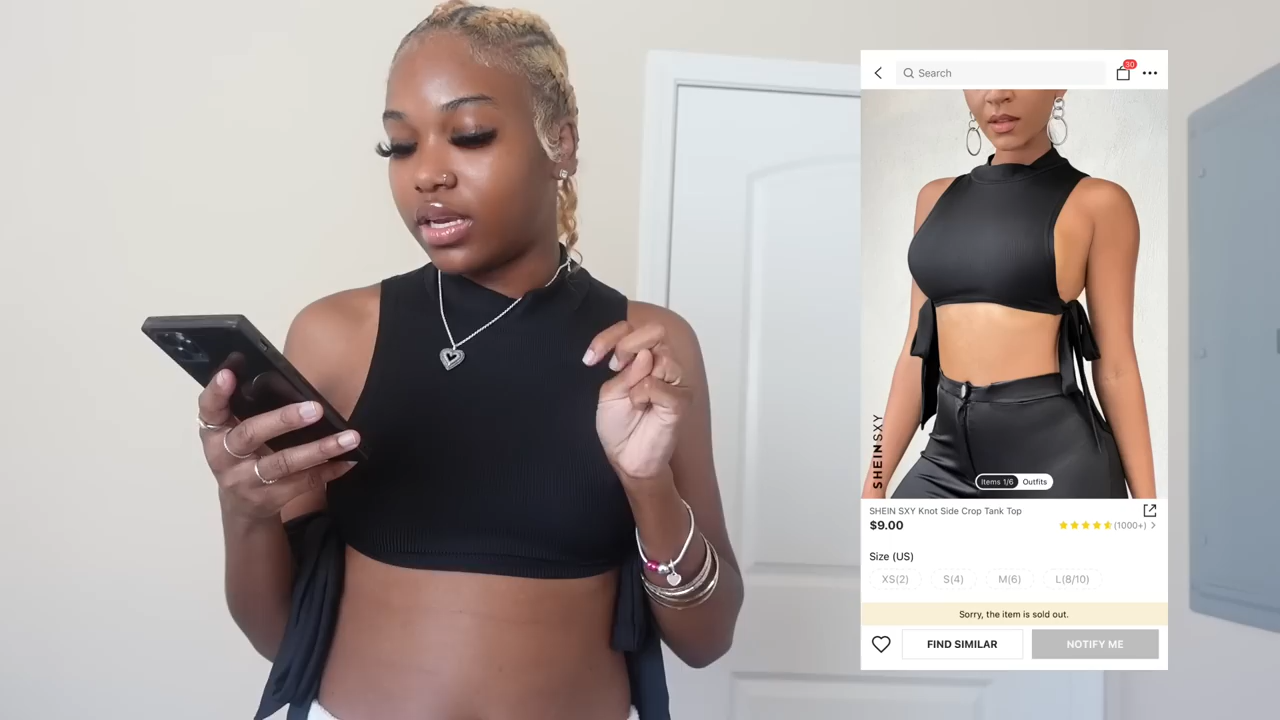 Search
30
SHEIN SXY
Items 1/6 Outfits
SHEIN SXY Knot Side Crop Tank Top
$9.00
(1000+)
Size (US)
XS(2) S(4) M(6) L(8/10)
Sorry, the item is sold out.
FIND SIMILAR NOTIFY ME